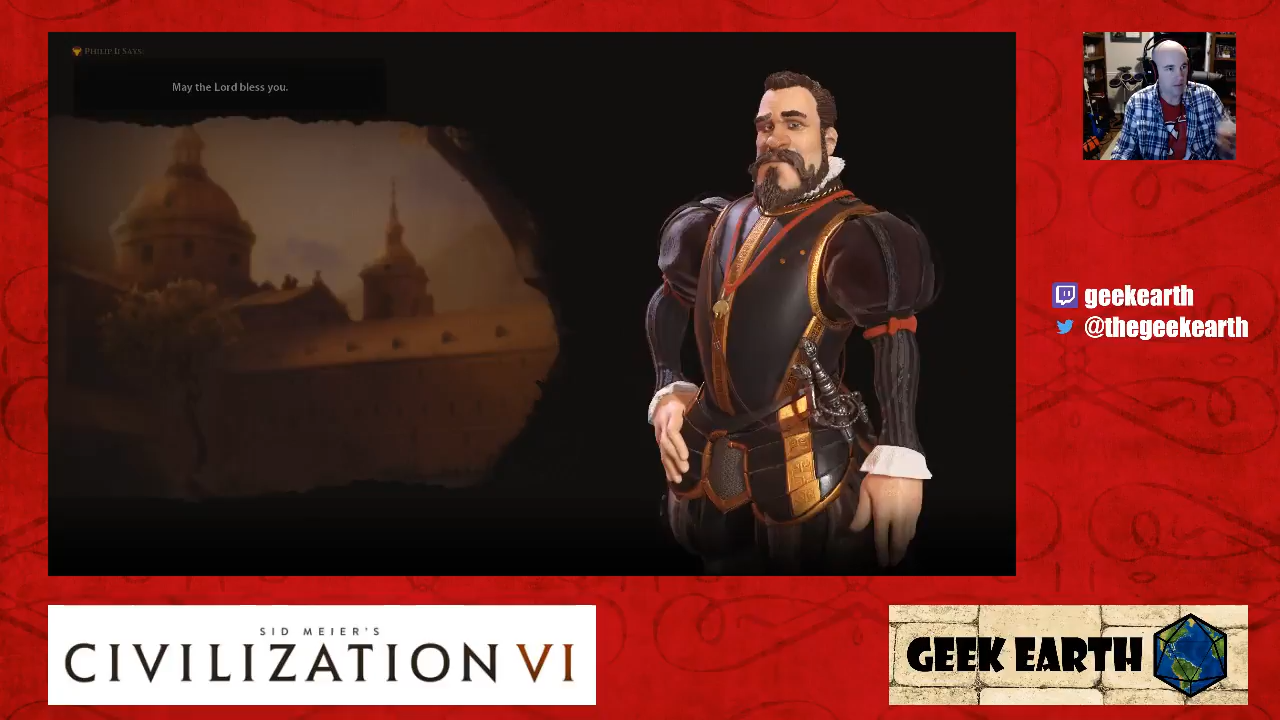 PHILIP II SAYS:
May the Lord bless you.
geekearth
@thegeekearth
SID MEIER'S
CIVILIZATION VI
GEEK EARTH